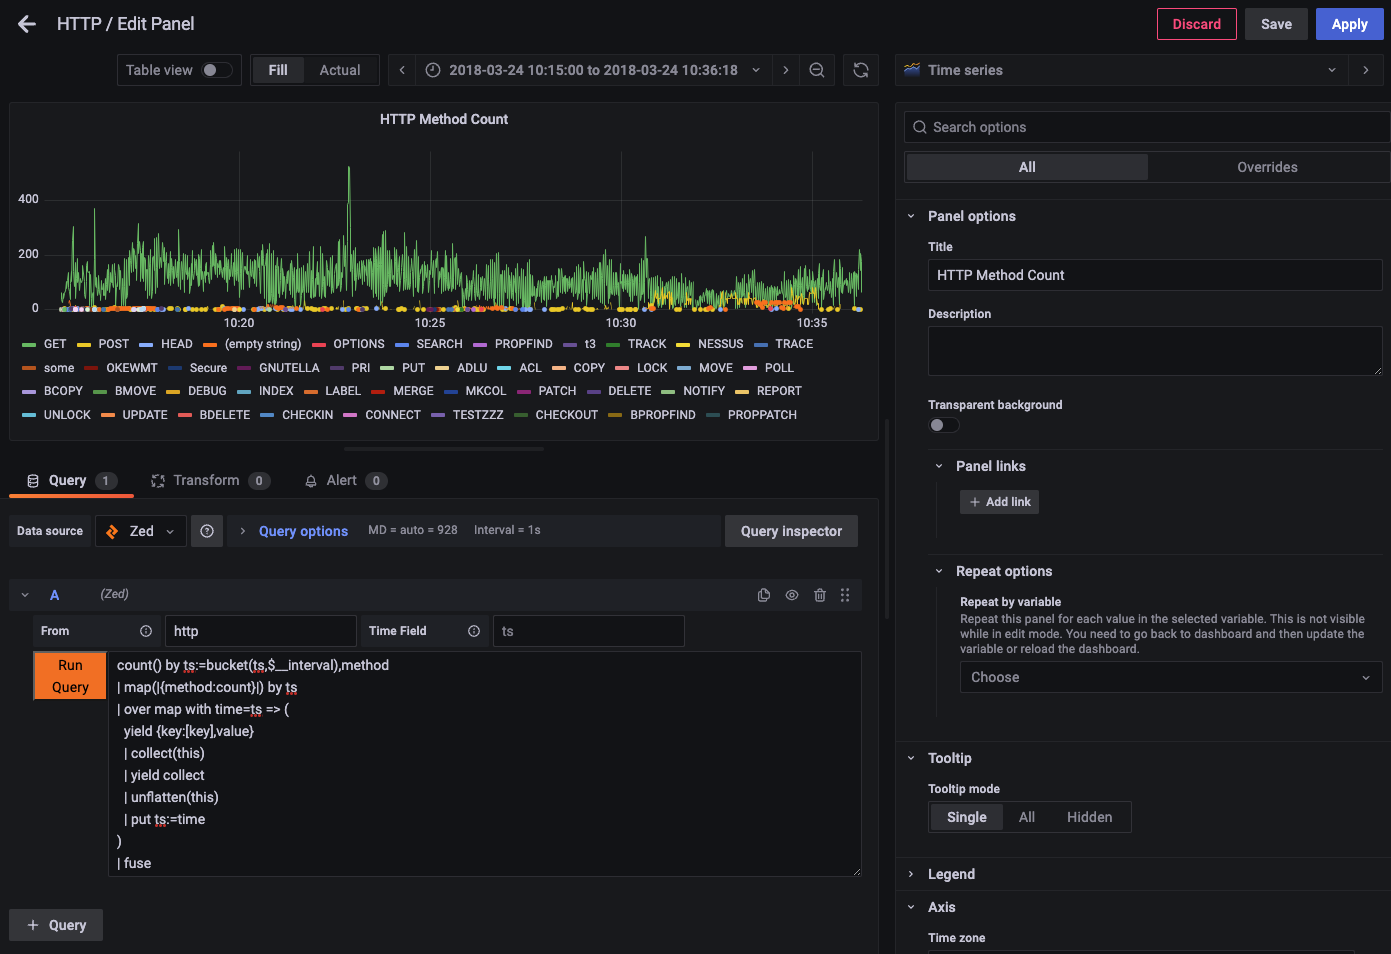 HTTP / Edit Panel
Discard
Save
Apply
Table view
Fill
Actual
2018-03-24 10:15:00 to 2018-03-24 10:36:18
Time series
HTTP Method Count
400
200
0
10:20
10:25
10:30
10:35
GET POST HEAD (empty string) OPTIONS SEARCH PROPFIND t3 TRACK NESSUS TRACE
some OKEWMT Secure GNUTELLA PRI PUT ADLU ACL COPY LOCK MOVE POLL
BCOPY BMOVE DEBUG INDEX LABEL MERGE MKCOL PATCH DELETE NOTIFY REPORT
UNLOCK UPDATE BDELETE CHECKIN CONNECT TESTZZZ CHECKOUT BPROPFIND PROPPATCH
Query 1
Transform 0
Alert 0
Data source
Zed
Query options
MD = auto = 928
Interval = 1s
Query inspector
A
(Zed)
From
http
Time Field
ts
Run
Query
count() by ts:=bucket(ts,$__interval),method
| map(|{method:count}|) by ts
| over map with time=ts => (
yield {key:[key],value}
| collect(this)
| yield collect
| unflatten(this)
| put ts:=time
)
| fuse
+ Query
Search options
All
Overrides
Panel options
Title
HTTP Method Count
Description
Transparent background
Panel links
+ Add link
Repeat options
Repeat by variable
Repeat this panel for each value in the selected variable. This is not visible
while in edit mode. You need to go back to dashboard and then update the
variable or reload the dashboard.
Choose
Tooltip
Tooltip mode
Single
All
Hidden
Legend
Axis
Time zone